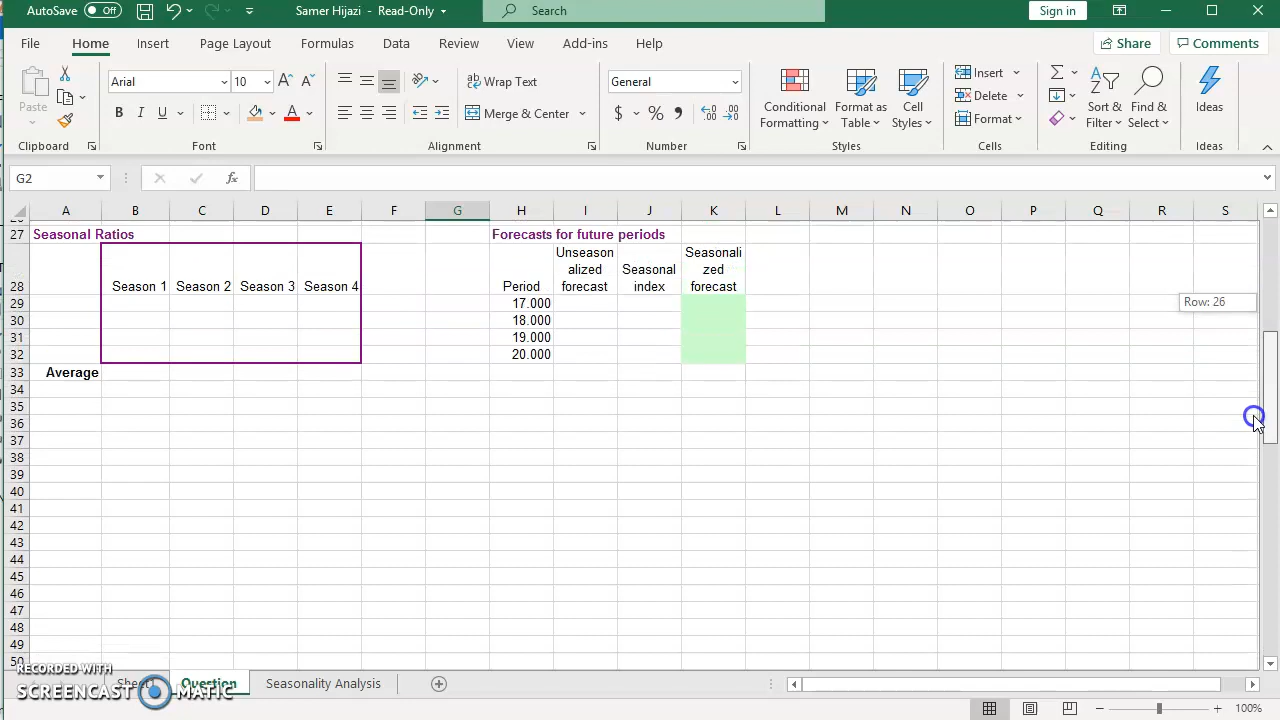 AutoSave Off Samer Hijazi - Read-Only Search Sign in
File Home Insert Page Layout Formulas Data Review View Add-ins Help Share Comments
Paste Arial 10 Wrap Text General Conditional Formatting Format as Table Cell Styles Insert Sort & Filter Find & Select Ideas
B I U A Merge & Center $ % Delete
Format
Clipboard Font Alignment Number Styles Cells Editing Ideas
G2 fx
A B C D E F G H I J K L M N O P Q R S
27 Seasonal Ratios Forecasts for future periods
28 Season 1 Season 2 Season 3 Season 4 Period Unseasonalized forecast Seasonal index Seasonalized forecast
29 17.000 Row: 26
30 18.000
31 19.000
32 20.000
33 Average
34
35
36
37
38
39
40
41
42
43
44
45
46
47
48
49
50
RECORDED WITH
SCREENCAST MATIC
Sheet1 Question Seasonality Analysis
100%